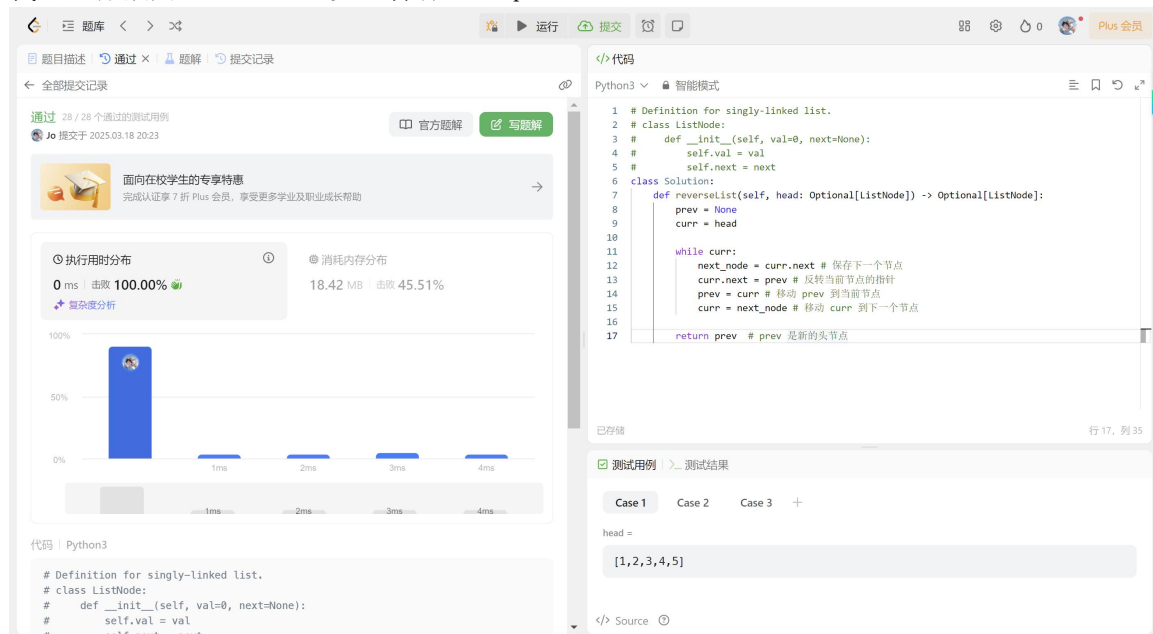 题库
运行
提交
0
Plus 会员
题目描述
通过
题解
提交记录
全部提交记录
通过 28 / 28 个通过的测试用例
Jo 提交于 2025.03.18 20:23
官方题解
写题解
面向在校学生的专享特惠
完成认证享 7 折 Plus 会员，享受更多学业及职业成长帮助
执行用时分布
0 ms 击败 100.00%
复杂度分析
消耗内存分布
18.42 MB 击败 45.51%
100%
50%
0%
1ms 2ms 3ms 4ms
1ms 2ms 3ms 4ms
代码 Python3
# Definition for singly-linked list.
# class ListNode:
#     def __init__(self, val=0, next=None):
#         self.val = val
</> 代码
Python3 智能模式
1 # Definition for singly-linked list.
2 # class ListNode:
3 #     def __init__(self, val=0, next=None):
4 #         self.val = val
5 #         self.next = next
6 class Solution:
7     def reverseList(self, head: Optional[ListNode]) -> Optional[ListNode]:
8         prev = None
9         curr = head
10
11         while curr:
12             next_node = curr.next # 保存下一个节点
13             curr.next = prev # 反转当前节点的指针
14             prev = curr # 移动 prev 到当前节点
15             curr = next_node # 移动 curr 到下一个节点
16
17         return prev  # prev 是新的头节点
已存储
行 17，列 35
测试用例
测试结果
Case 1 Case 2 Case 3
head =
[1,2,3,4,5]
</> Source